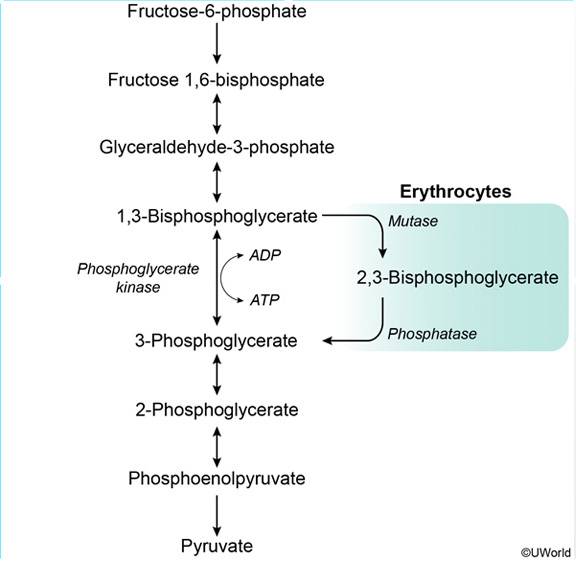 Fructose-6-phosphate
Fructose 1,6-bisphosphate
Glyceraldehyde-3-phosphate
Erythrocytes
1,3-Bisphosphoglycerate
Mutase
Phosphoglycerate
kinase
ADP
ATP
2,3-Bisphosphoglycerate
Phosphatase
3-Phosphoglycerate
2-Phosphoglycerate
Phosphoenolpyruvate
Pyruvate
©UWorld